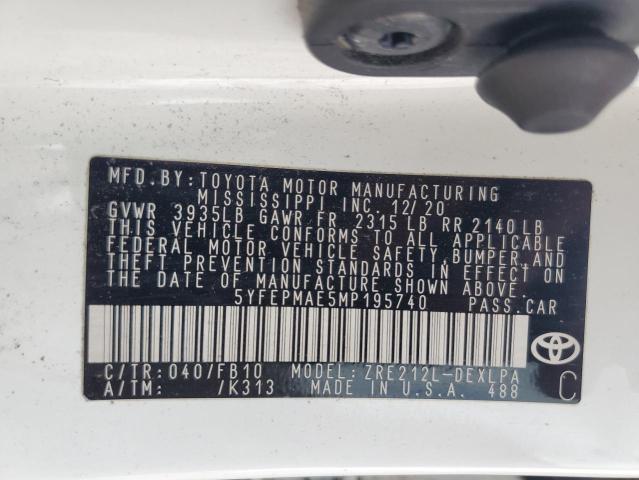 MFD. BY: TOYOTA MOTOR MANUFACTURING
MISSISSIPPI INC. 12/20
GVWR 3935LB GAWR FR 2315 LB RR 2140 LB
THIS VEHICLE CONFORMS TO ALL APPLICABLE
FEDERAL MOTOR VEHICLE SAFETY, BUMPER, AND
THEFT PREVENTION STANDARDS IN EFFECT ON
THE DATE OF MANUFACTURE SHOWN ABOVE.
5YFEPMAE5MP195740 PASS.CAR
C/TR: 040/FB10 MODEL: ZRE212L-DEXLPA
A/TM: /K313 MADE IN U.S.A. 488
C